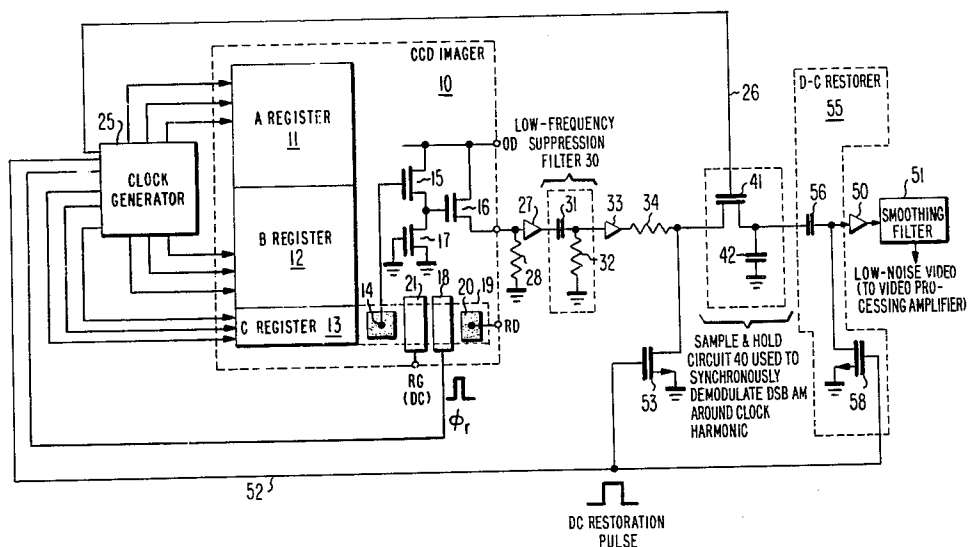 CCD IMAGER
10
A REGISTER
11
B REGISTER
12
C REGISTER 13
25
CLOCK
GENERATOR
OD
15
16
17
14
21
18
20
19
RD
RG
(DC)
ϕr
LOW-FREQUENCY
SUPPRESSION
FILTER 30
27
28
31
32
33
34
26
41
42
SAMPLE & HOLD
CIRCUIT 40 USED TO
SYNCHRONOUSLY
DEMODULATE DSB AM
AROUND CLOCK
HARMONIC
53
D-C RESTORER
55
56
50
51
SMOOTHING
FILTER
LOW-NOISE VIDEO
(TO VIDEO PRO-
CESSING AMPLIFIER)
58
52
DC RESTORATION
PULSE